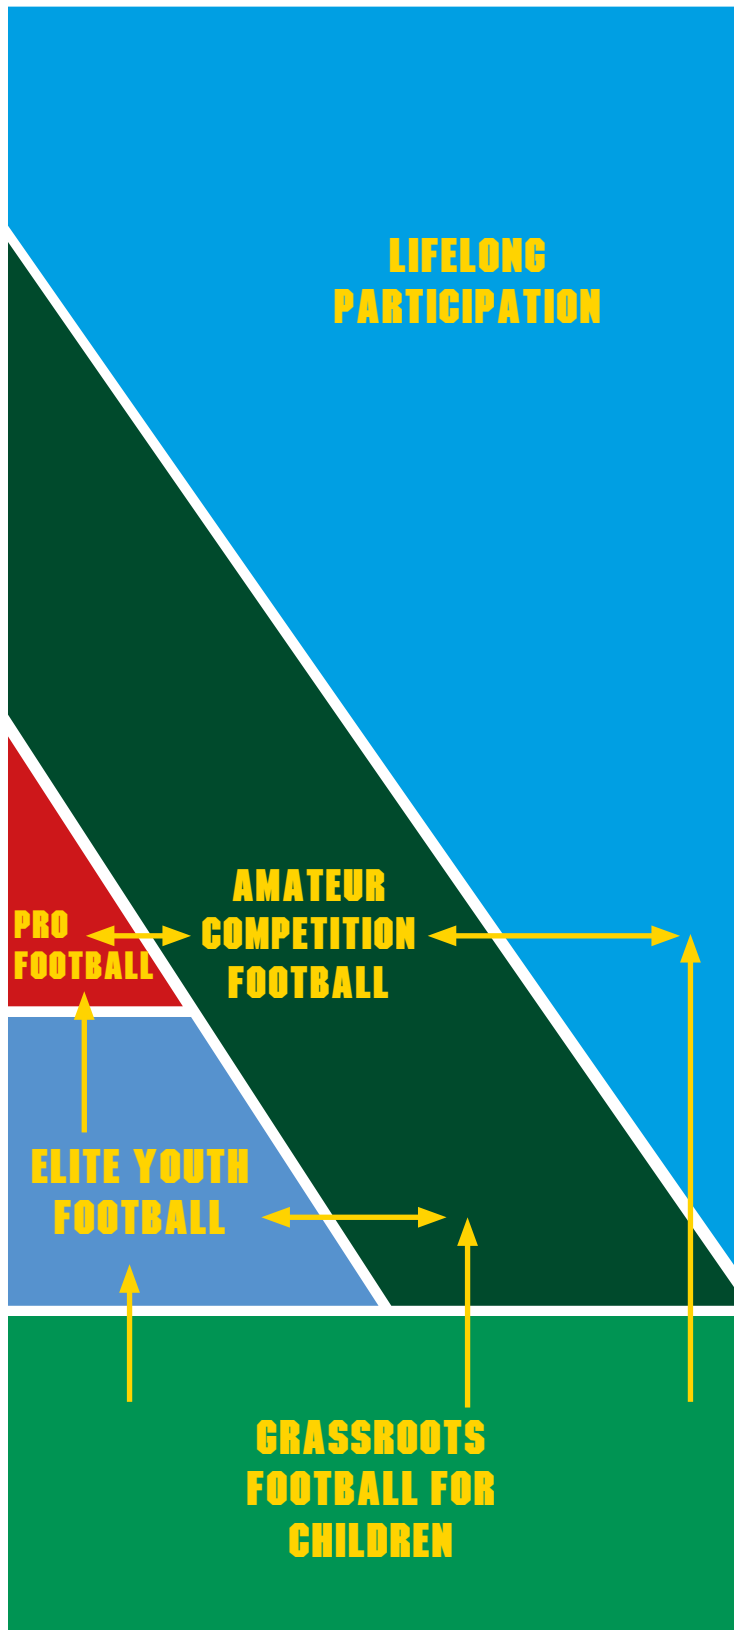 LIFELONG
PARTICIPATION
AMATEUR
COMPETITION
FOOTBALL
PRO
FOOTBALL
ELITE YOUTH
FOOTBALL
GRASSROOTS
FOOTBALL FOR
CHILDREN